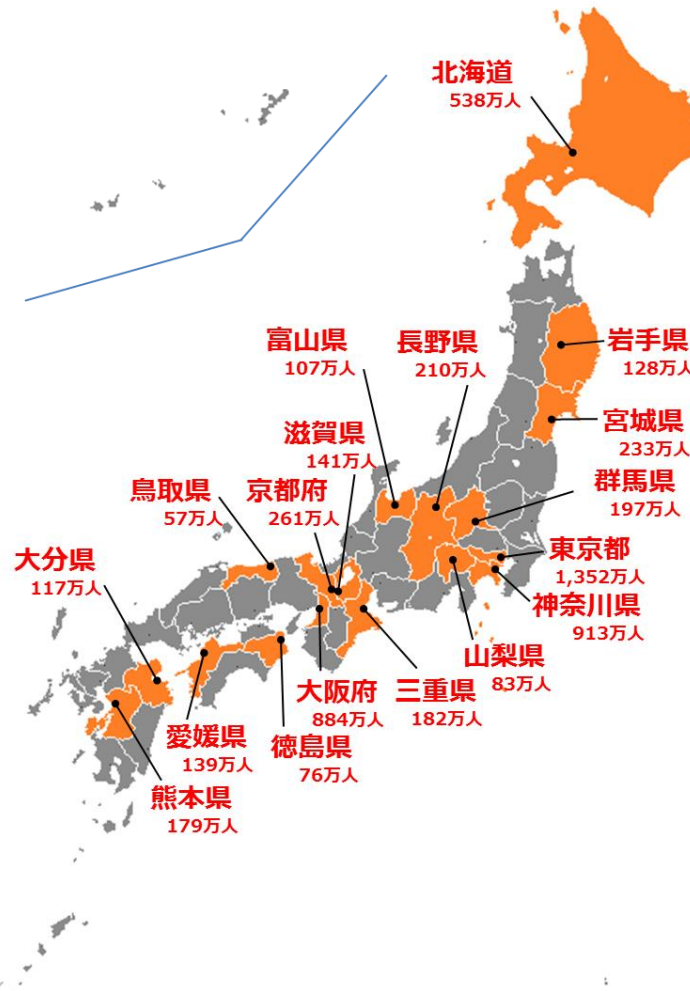 北海道
538万人
富山県
107万人
長野県
210万人
岩手県
128万人
滋賀県
141万人
宮城県
233万人
鳥取県
57万人
京都府
261万人
群馬県
197万人
大分県
117万人
東京都
1,352万人
神奈川県
913万人
山梨県
83万人
大阪府
884万人
三重県
182万人
愛媛県
139万人
徳島県
76万人
熊本県
179万人